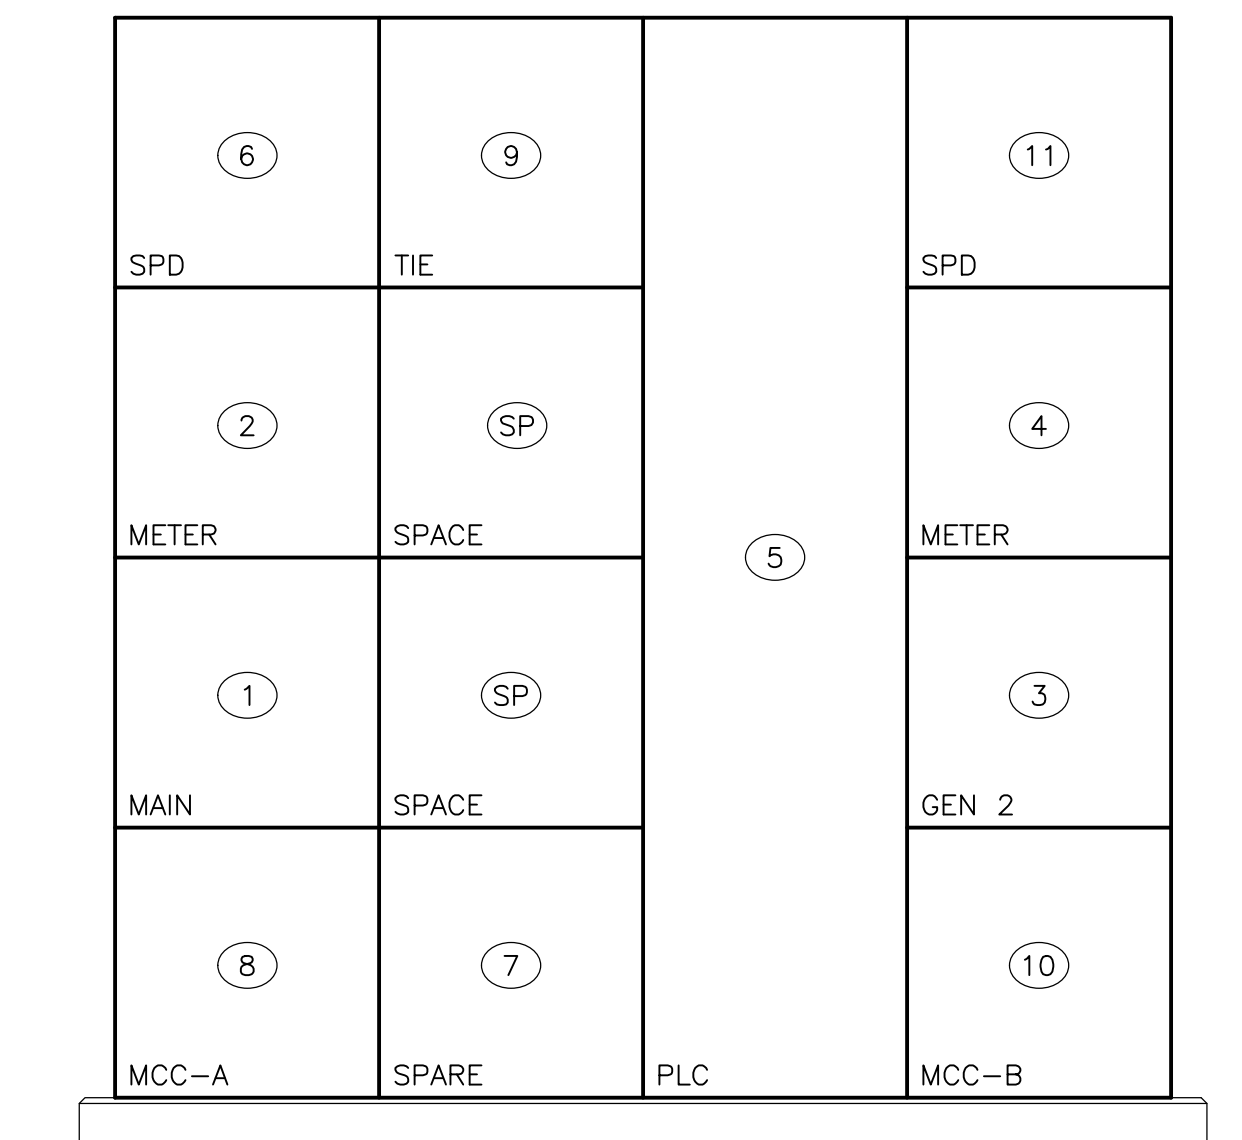 6
9
11
SPD
TIE
SPD
2
SP
4
METER
SPACE
METER
5
1
SP
3
MAIN
SPACE
GEN 2
8
7
10
MCC-A
SPARE
PLC
MCC-B